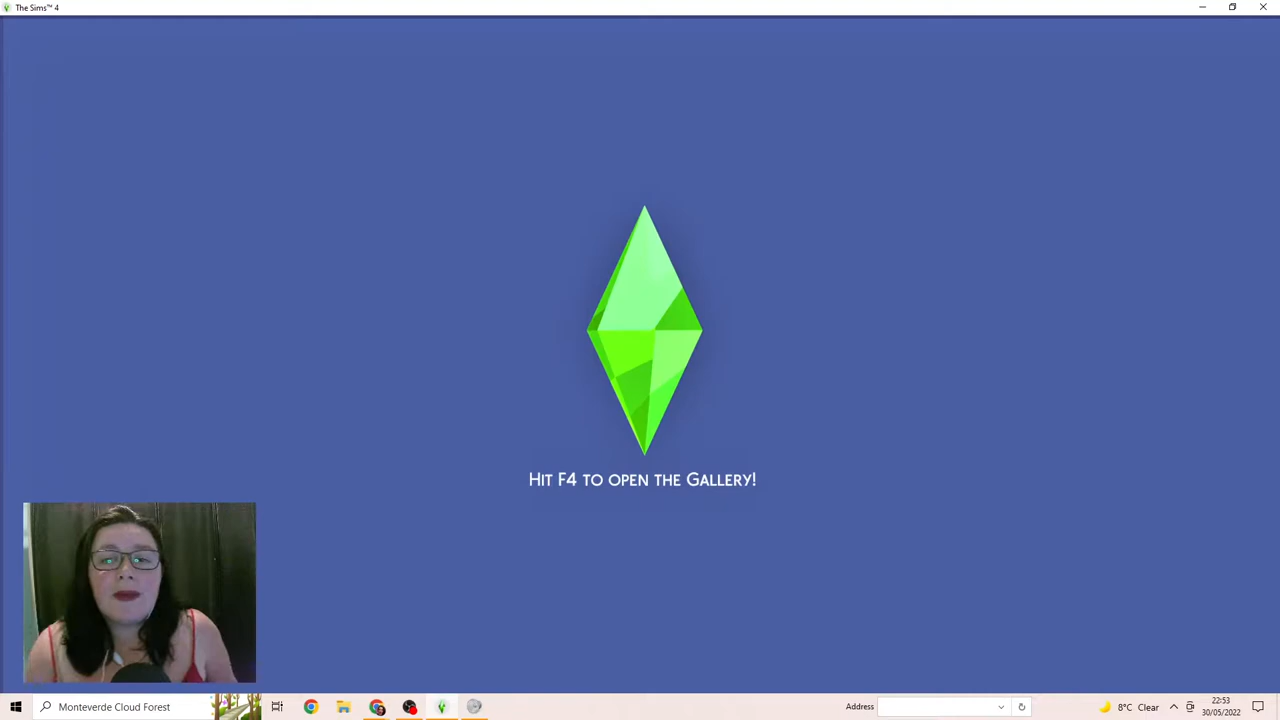 The Sims™ 4
Hit F4 to open the Gallery!
Monteverde Cloud Forest
Address
8°C Clear
22:53
30/05/2022